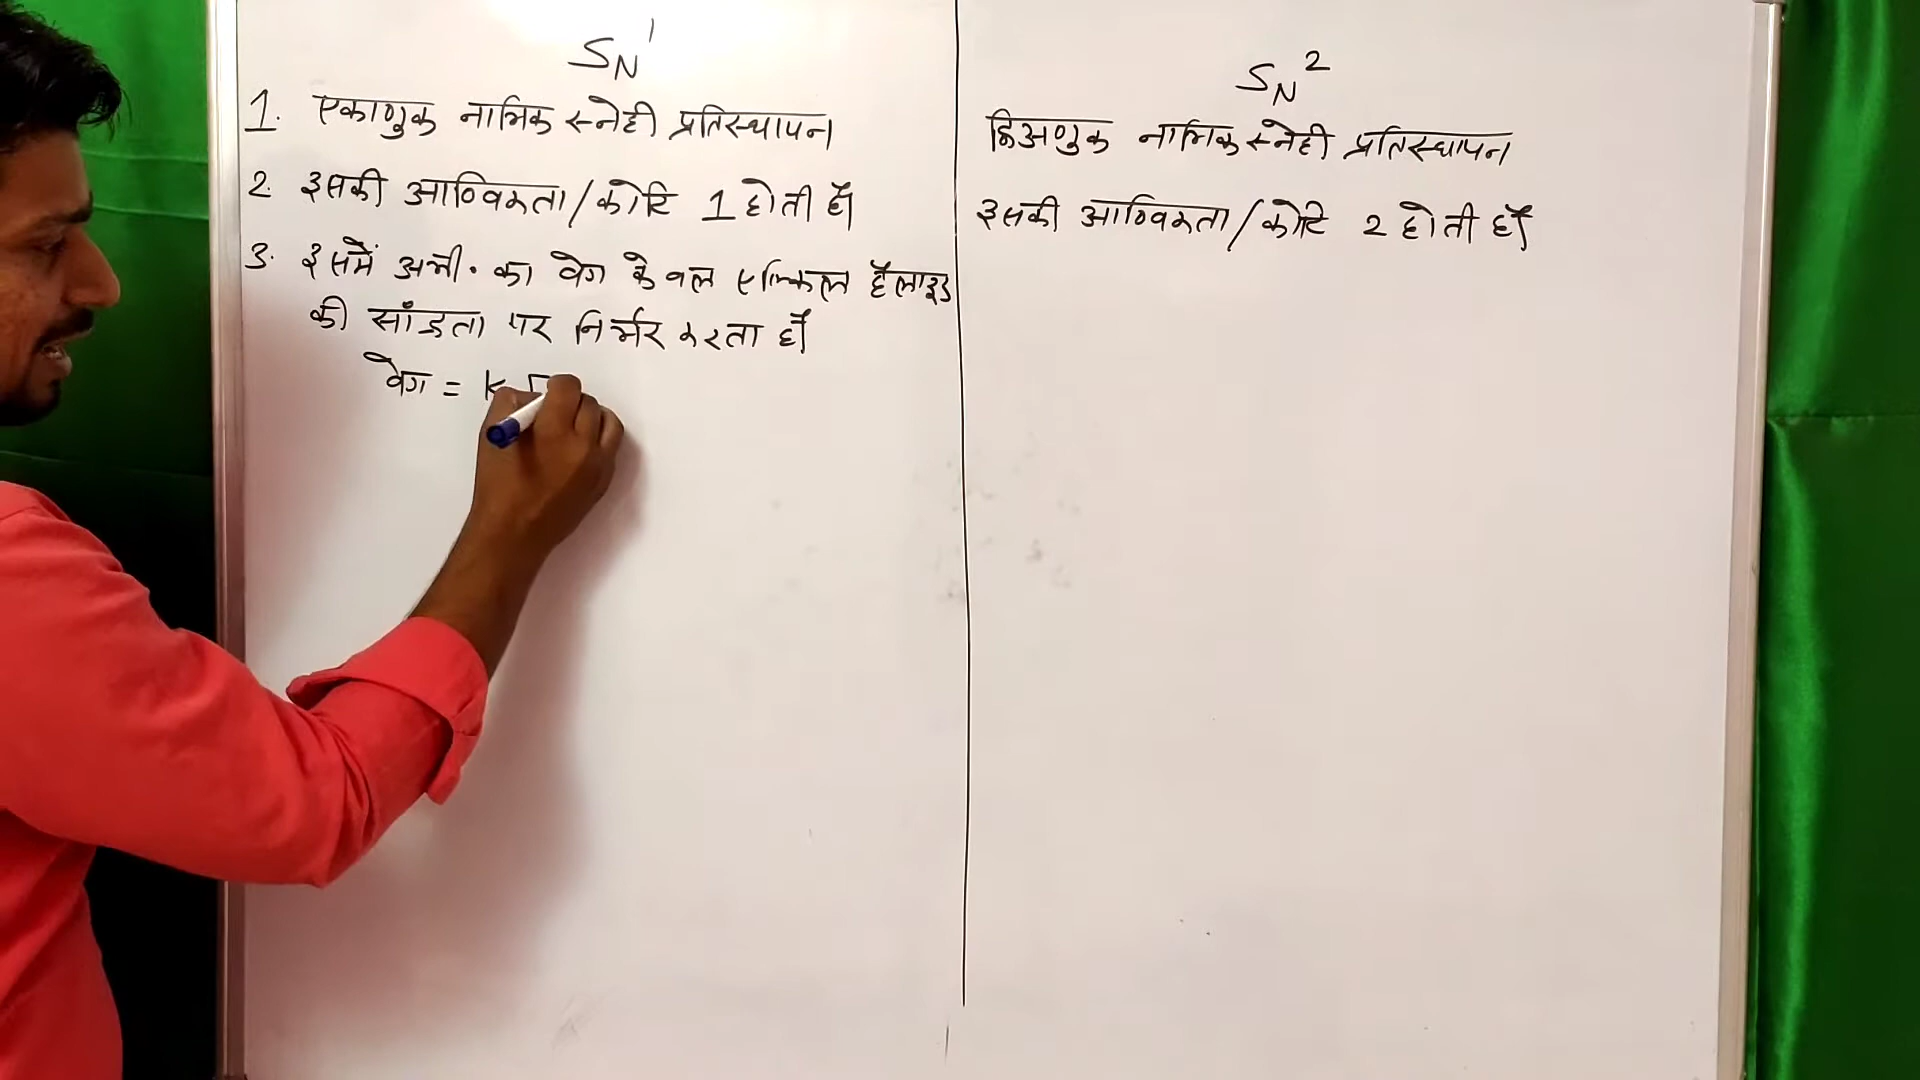 SN1
1. एकाणुक नाभिक स्नेही प्रतिस्थापन
2. इसकी आण्विकता/कोटि 1 होती हैं
3. इसमें अभी. का वेग केवल एल्किल हैलाइड
की सांद्रता पर निर्भर करता हैं
वेग = K [
SN2
द्विअणुक नाभिक स्नेही प्रतिस्थापन
इसकी आण्विकता/कोटि 2 होती हैं